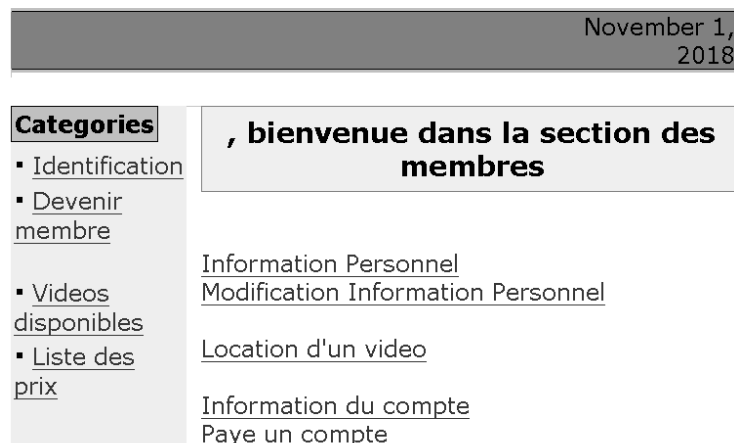 November 1,
2018
Categories
▪ Identification
▪ Devenir
membre
▪ Videos
disponibles
▪ Liste des
prix
, bienvenue dans la section des
membres
Information Personnel
Modification Information Personnel
Location d'un video
Information du compte
Paye un compte